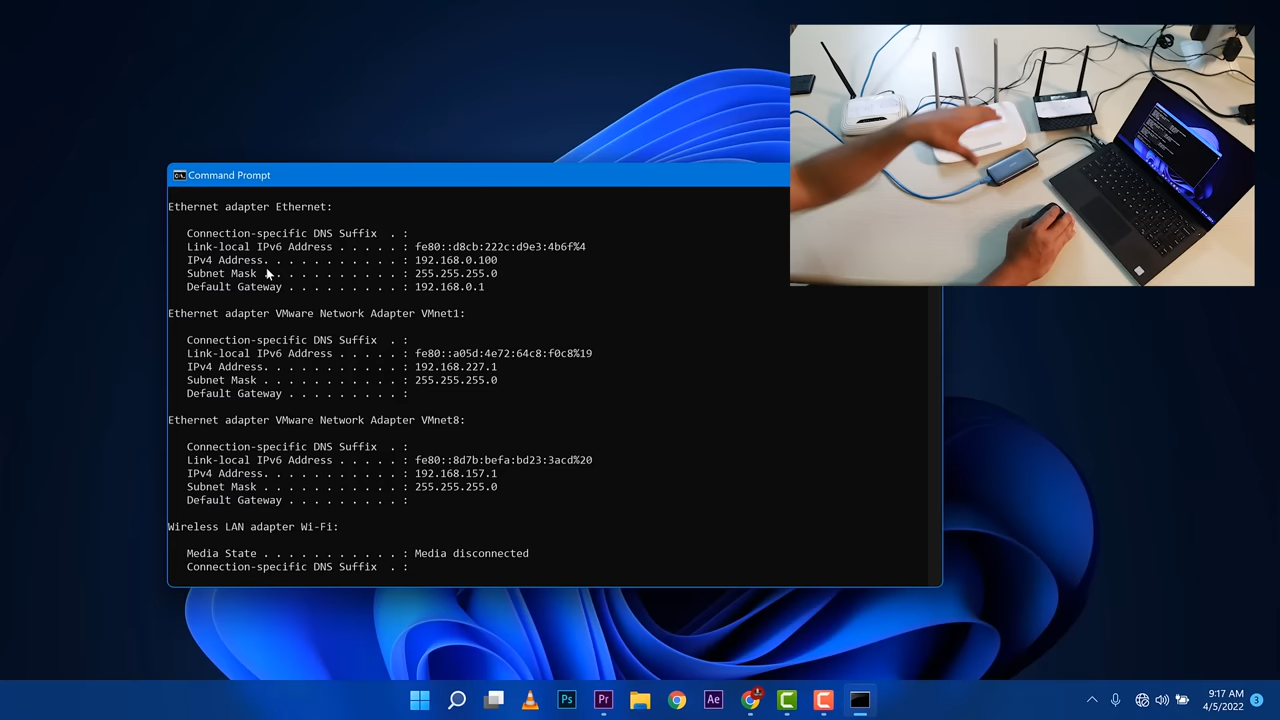 Command Prompt
Ethernet adapter Ethernet:
Connection-specific DNS Suffix . :
Link-local IPv6 Address . . . . . : fe80::d8cb:222c:d9e3:4b6f%4
IPv4 Address. . . . . . . . . . . : 192.168.0.100
Subnet Mask . . . . . . . . . . . : 255.255.255.0
Default Gateway . . . . . . . . . : 192.168.0.1
Ethernet adapter VMware Network Adapter VMnet1:
Connection-specific DNS Suffix . :
Link-local IPv6 Address . . . . . : fe80::a05d:4e72:64c8:f0c8%19
IPv4 Address. . . . . . . . . . . : 192.168.227.1
Subnet Mask . . . . . . . . . . . : 255.255.255.0
Default Gateway . . . . . . . . . :
Ethernet adapter VMware Network Adapter VMnet8:
Connection-specific DNS Suffix . :
Link-local IPv6 Address . . . . . : fe80::8d7b:befa:bd23:3acd%20
IPv4 Address. . . . . . . . . . . : 192.168.157.1
Subnet Mask . . . . . . . . . . . : 255.255.255.0
Default Gateway . . . . . . . . . :
Wireless LAN adapter Wi-Fi:
Media State . . . . . . . . . . . : Media disconnected
Connection-specific DNS Suffix . :
Ps
Pr
Ae
9:17 AM
4/5/2022
3